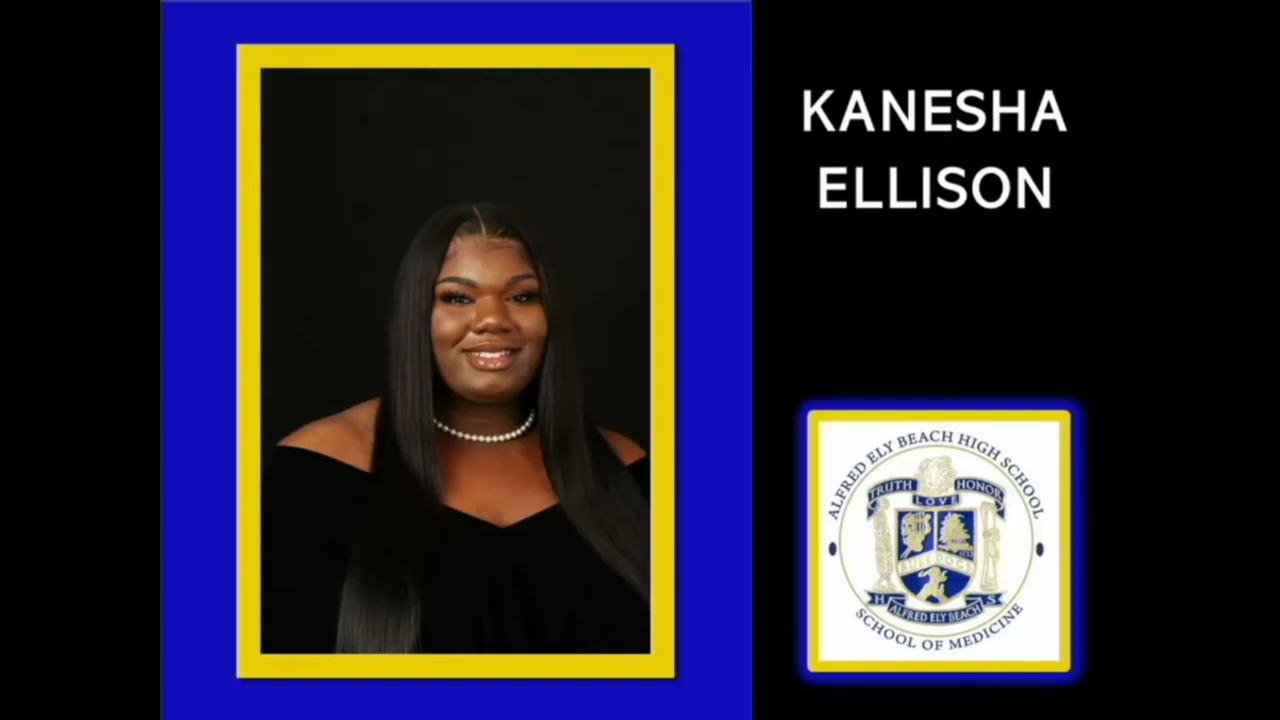 KANESHA
ELLISON
ALFRED ELY BEACH HIGH SCHOOL
TRUTH HONOR
LOVE
BULLDOGS
H S
ALFRED ELY BEACH
SCHOOL OF MEDICINE